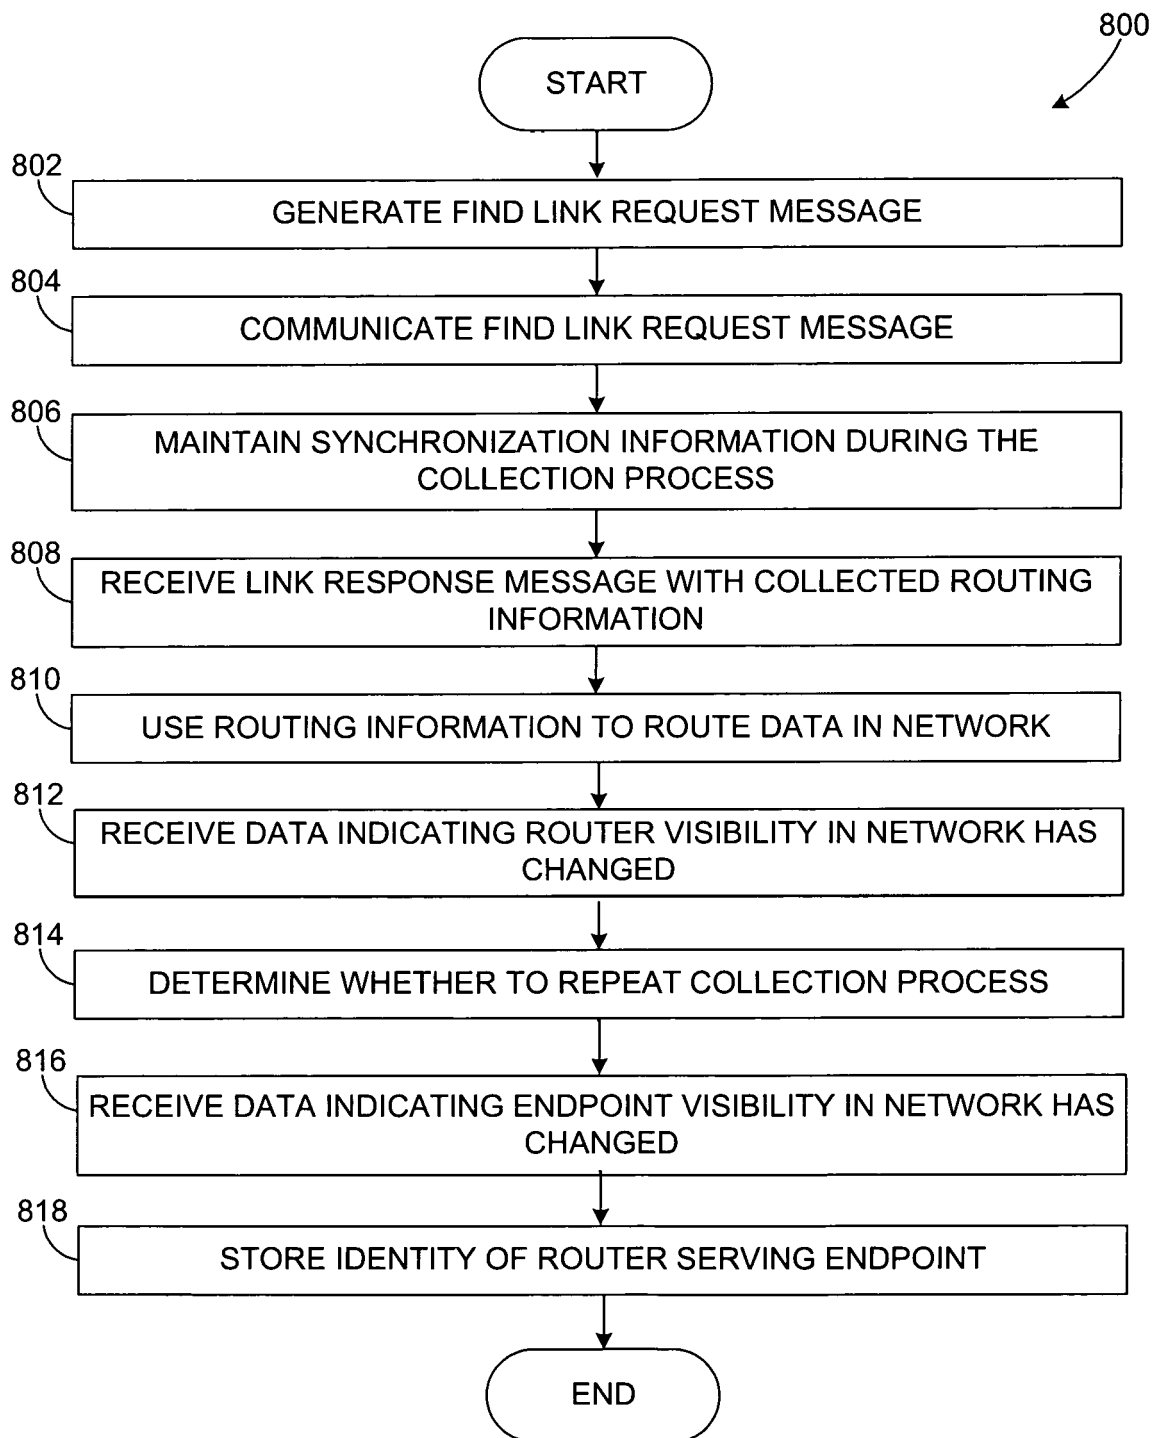 800
START
802
GENERATE FIND LINK REQUEST MESSAGE
804
COMMUNICATE FIND LINK REQUEST MESSAGE
806
MAINTAIN SYNCHRONIZATION INFORMATION DURING THE
COLLECTION PROCESS
808
RECEIVE LINK RESPONSE MESSAGE WITH COLLECTED ROUTING
INFORMATION
810
USE ROUTING INFORMATION TO ROUTE DATA IN NETWORK
812
RECEIVE DATA INDICATING ROUTER VISIBILITY IN NETWORK HAS
CHANGED
814
DETERMINE WHETHER TO REPEAT COLLECTION PROCESS
816
RECEIVE DATA INDICATING ENDPOINT VISIBILITY IN NETWORK HAS
CHANGED
818
STORE IDENTITY OF ROUTER SERVING ENDPOINT
END